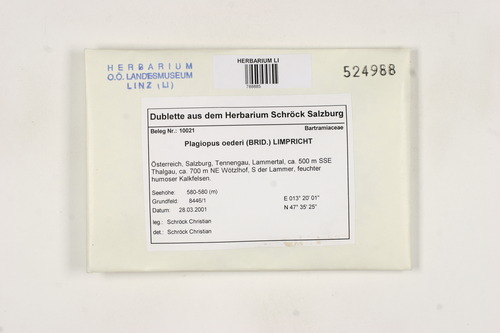 HERBARIUM
O.Ö. LANDESMUSEUM
LINZ (LI)
HERBARIUM LI
524988
Dublette aus dem Herbarium Schröck Salzburg
Beleg Nr.: 10021 Bartramiaceae
Plagiopus oederi (BRID.) LIMPRICHT
Österreich, Salzburg, Tennengau, Lammertal, ca. 500 m SSE
Thalgau, ca. 700 m NE Wötzlhof, S der Lammer, feuchter
humoser Kalkfelsen.
Seehöhe: 580-580 (m)
Grundfeld: 8446/1
Datum: 28.03.2001
E 013° 20' 01"
N 47° 35' 25"
leg.: Schröck Christian
det.: Schröck Christian